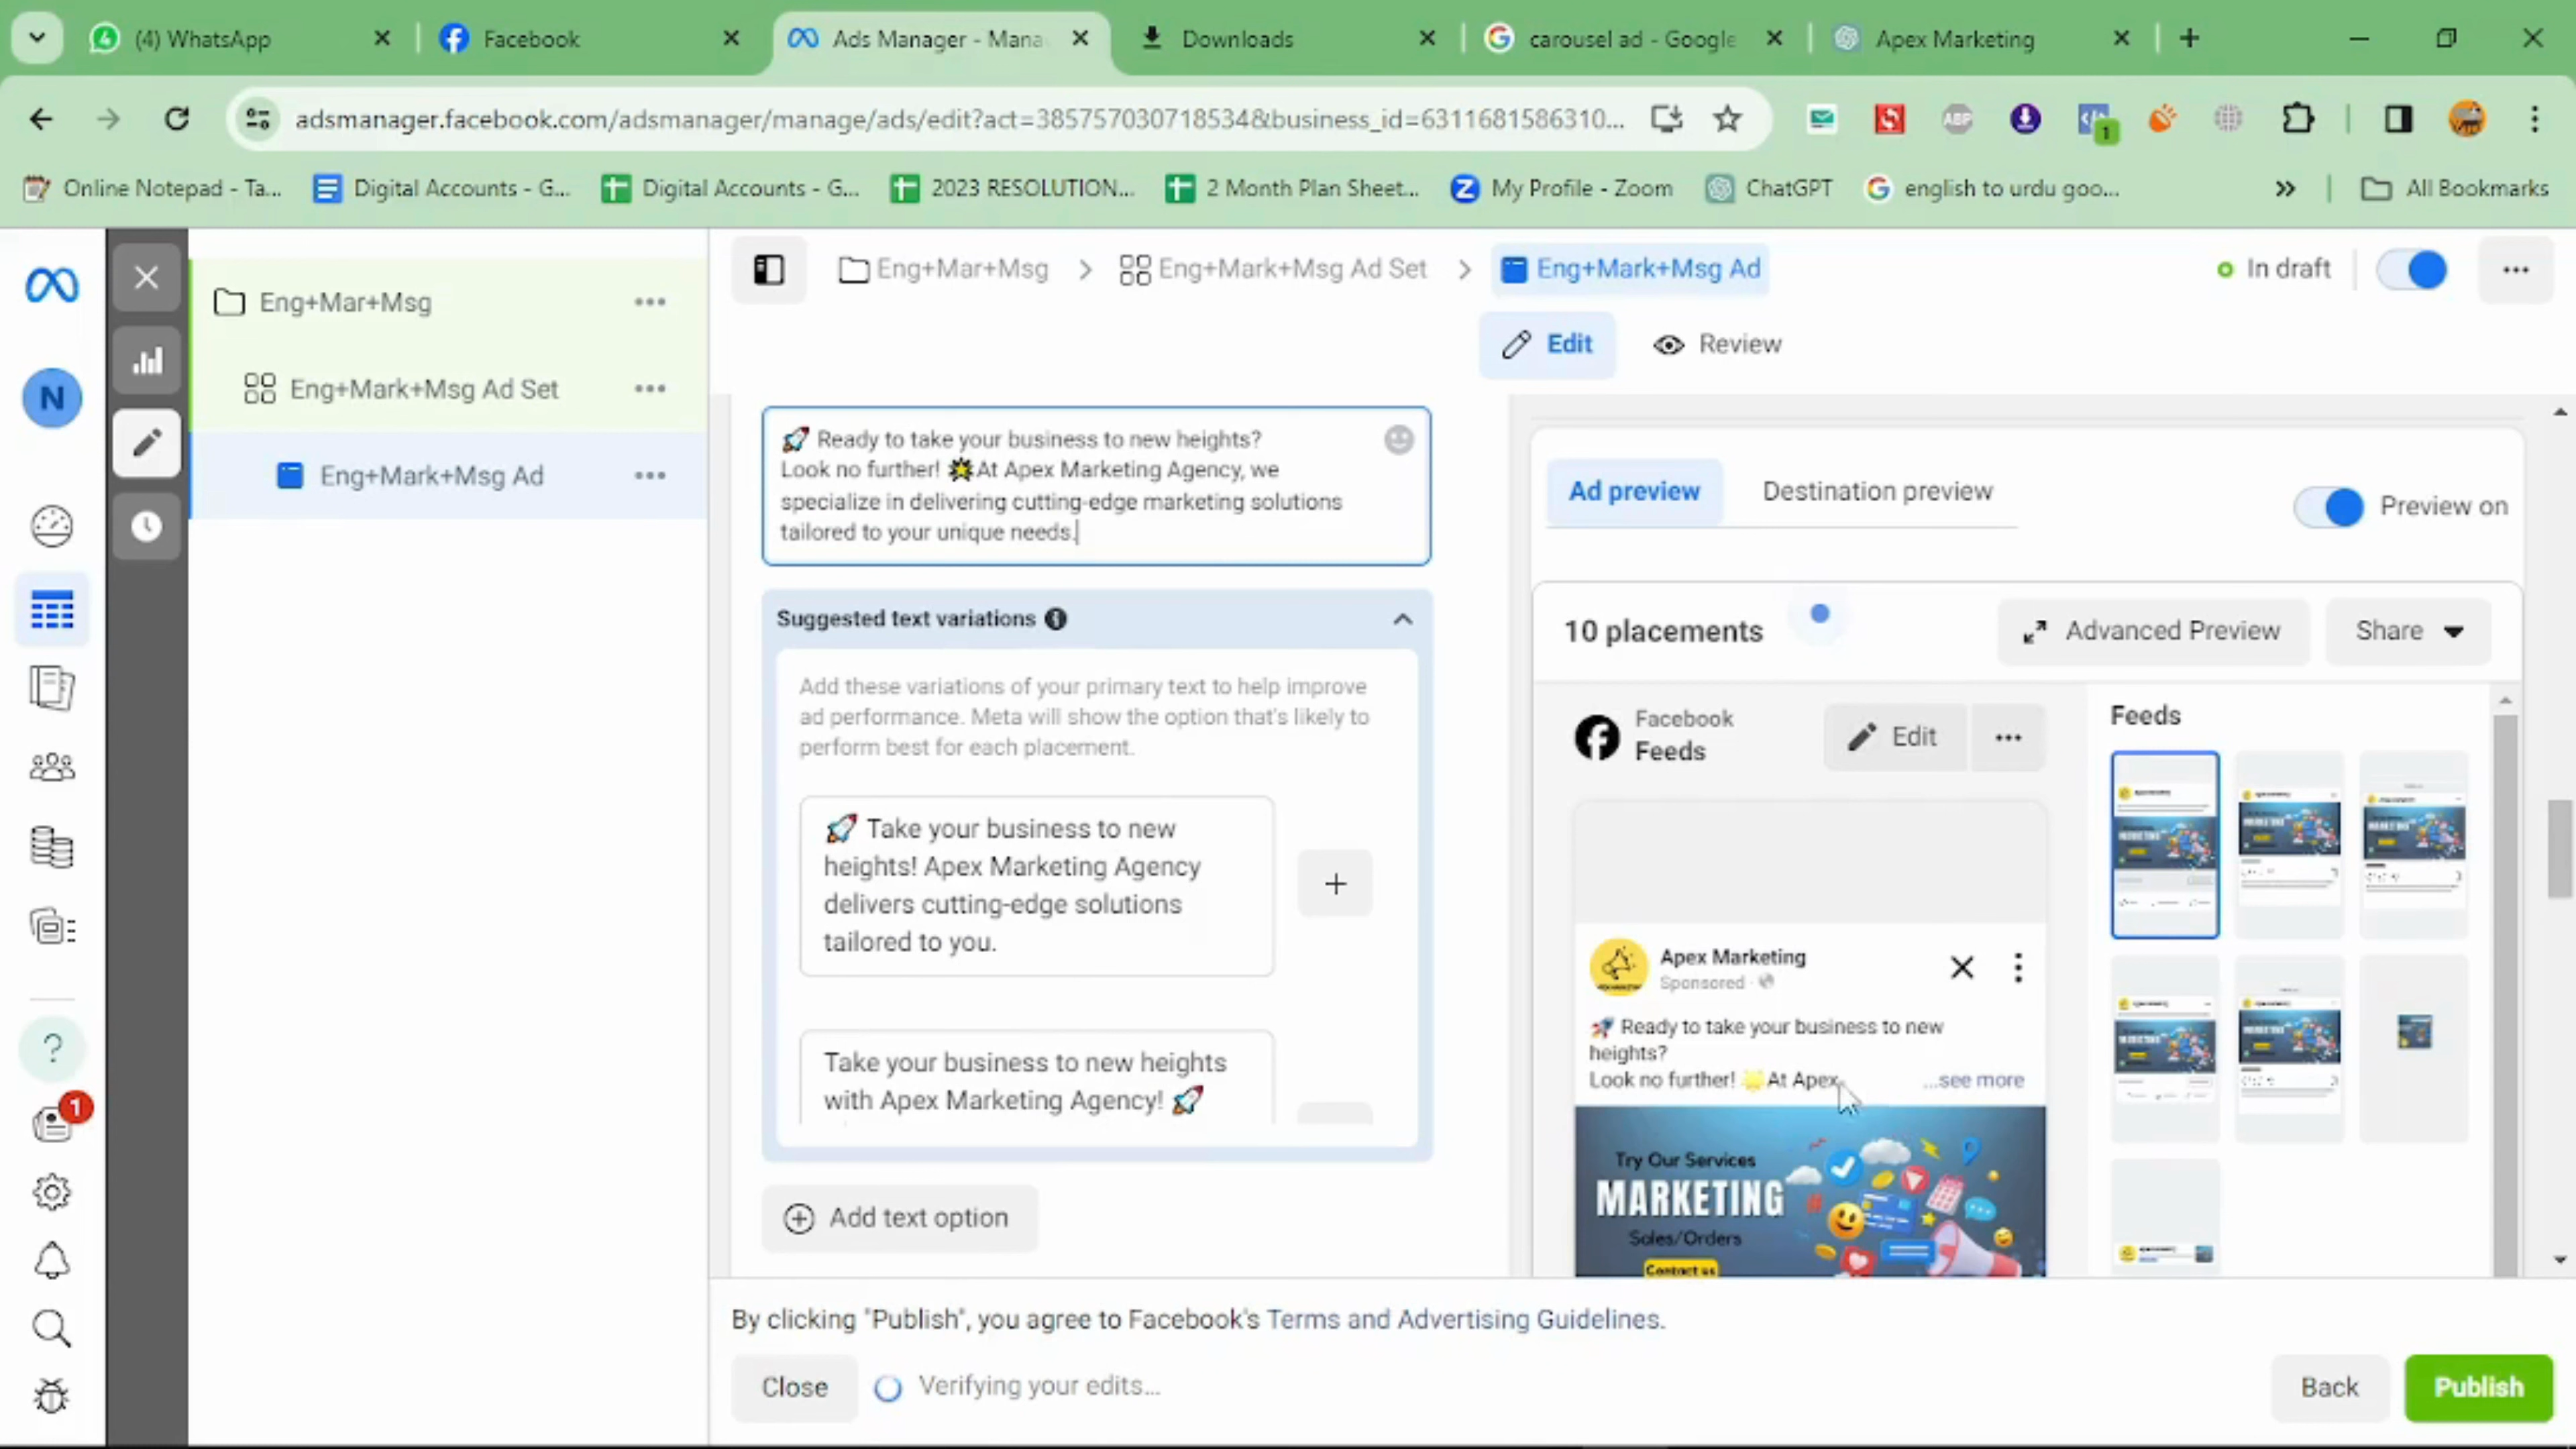 (4) WhatsApp
Facebook
Ads Manager - Mana
Downloads
carousel ad - Google
Apex Marketing
adsmanager.facebook.com/adsmanager/manage/ads/edit?act=3857570307718534&business_id=6311681586310...
ABP
1
Online Notepad - Ta...
Digital Accounts - G...
Digital Accounts - G...
2023 RESOLUTION...
2 Month Plan Sheet...
My Profile - Zoom
ChatGPT
english to urdu goo...
All Bookmarks
N
Eng+Mar+Msg
Eng+Mark+Msg Ad Set
Eng+Mark+Msg Ad
Eng+Mar+Msg
Eng+Mark+Msg Ad Set
Eng+Mark+Msg Ad
In draft
Edit
Review
🚀 Ready to take your business to new heights?
Look no further! 🌟At Apex Marketing Agency, we
specialize in delivering cutting-edge marketing solutions
tailored to your unique needs.
Suggested text variations
Add these variations of your primary text to help improve
ad performance. Meta will show the option that's likely to
perform best for each placement.
🚀 Take your business to new
heights! Apex Marketing Agency
delivers cutting-edge solutions
tailored to you.
Take your business to new heights
with Apex Marketing Agency! 🚀
Add text option
Ad preview
Destination preview
Preview on
10 placements
Advanced Preview
Share
Facebook
Feeds
Edit
Feeds
Apex Marketing
Sponsored ·
🚀 Ready to take your business to new
heights?
Look no further! 🌟At Apex
...see more
Try Our Services
MARKETING
Sales/Orders
Contact us
1
By clicking "Publish", you agree to Facebook's Terms and Advertising Guidelines.
Close
Verifying your edits...
Back
Publish